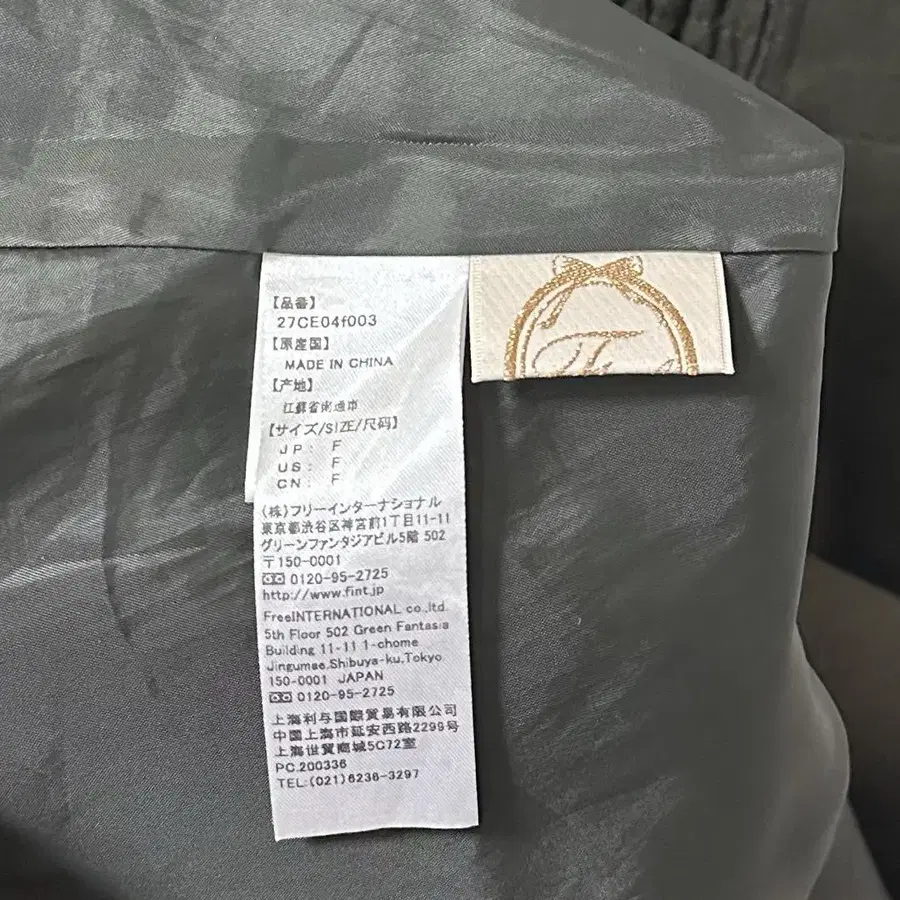 【品番】
27CE04f003
【原産国】
MADE IN CHINA
【产地】
江蘇省南通市
【サイズ/SIZE/尺码】
JP: F
US: F
CN: F
(株)フリーインターナショナル
東京都渋谷区神宮前1丁目11-11
グリーンファンタジアビル5階 502
〒150-0001
0120-95-2725
http://www.fint.jp
FreeINTERNATIONAL co.,ltd.
5th Floor 502 Green Fantasia
Building 11-11 1-chome
Jingumae,Shibuya-ku,Tokyo
150-0001 JAPAN
0120-95-2725
上海利与国際貿易有限公司
中国上海市延安西路2299号
上海世貿商城5C72室
PC.200336
TEL:(021)6236-3297